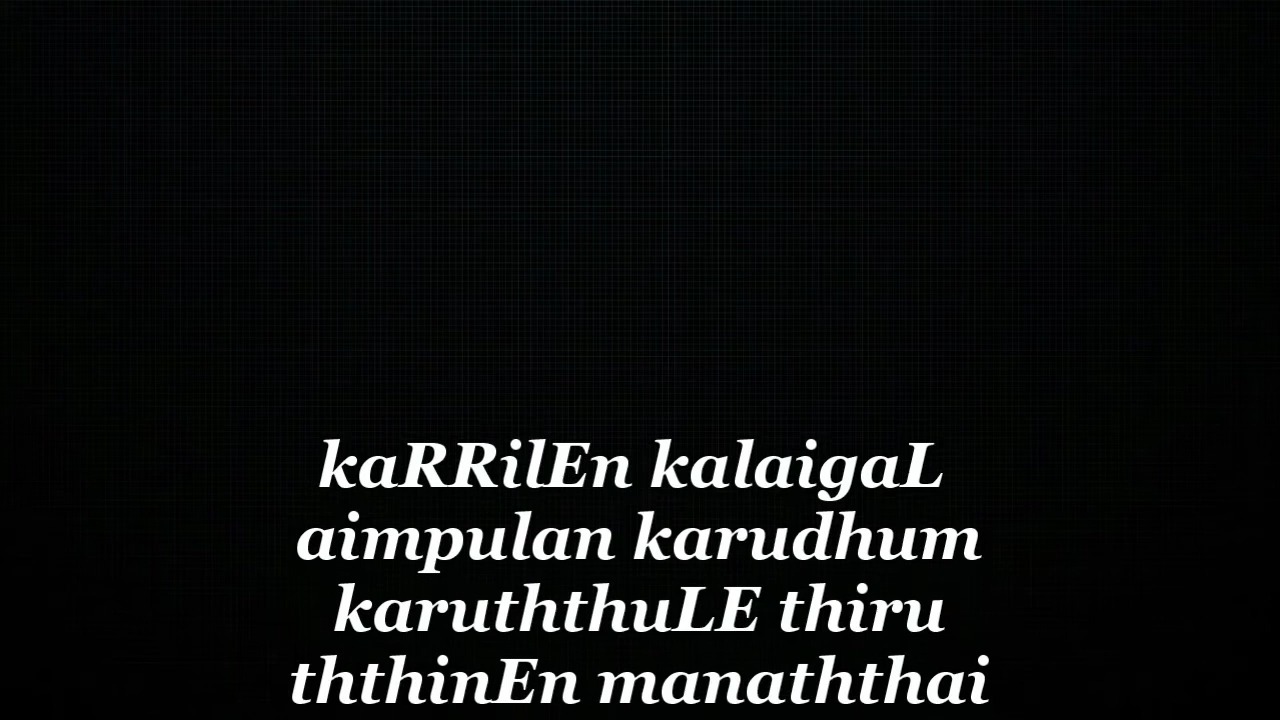 kaRRilEn kalaigaL
aimpulan karudhum
karuththuLE thiru
ththinEn manaththai